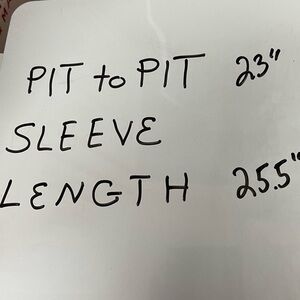 PIT to PIT 23"
SLEEVE
LENGTH 25.5"